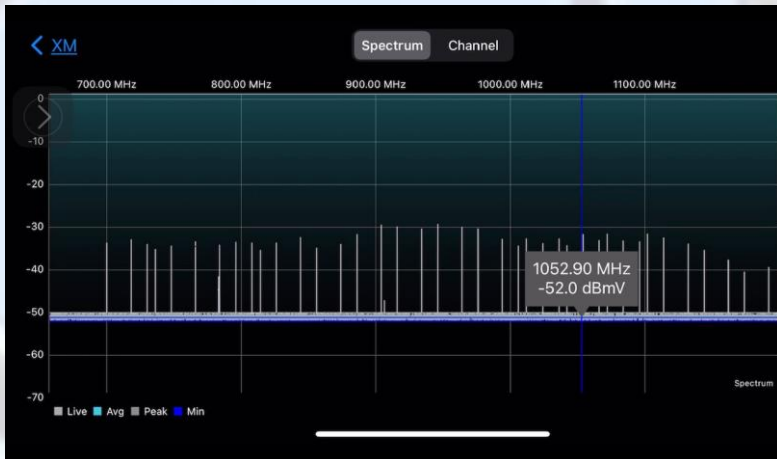 XM
Spectrum Channel
700.00 MHz 800.00 MHz 900.00 MHz 1000.00 MHz 1100.00 MHz
0
-10
-20
-30
-40
1052.90 MHz
-52.0 dBmV
-50
-60
Spectrum
-70
Live Avg Peak Min